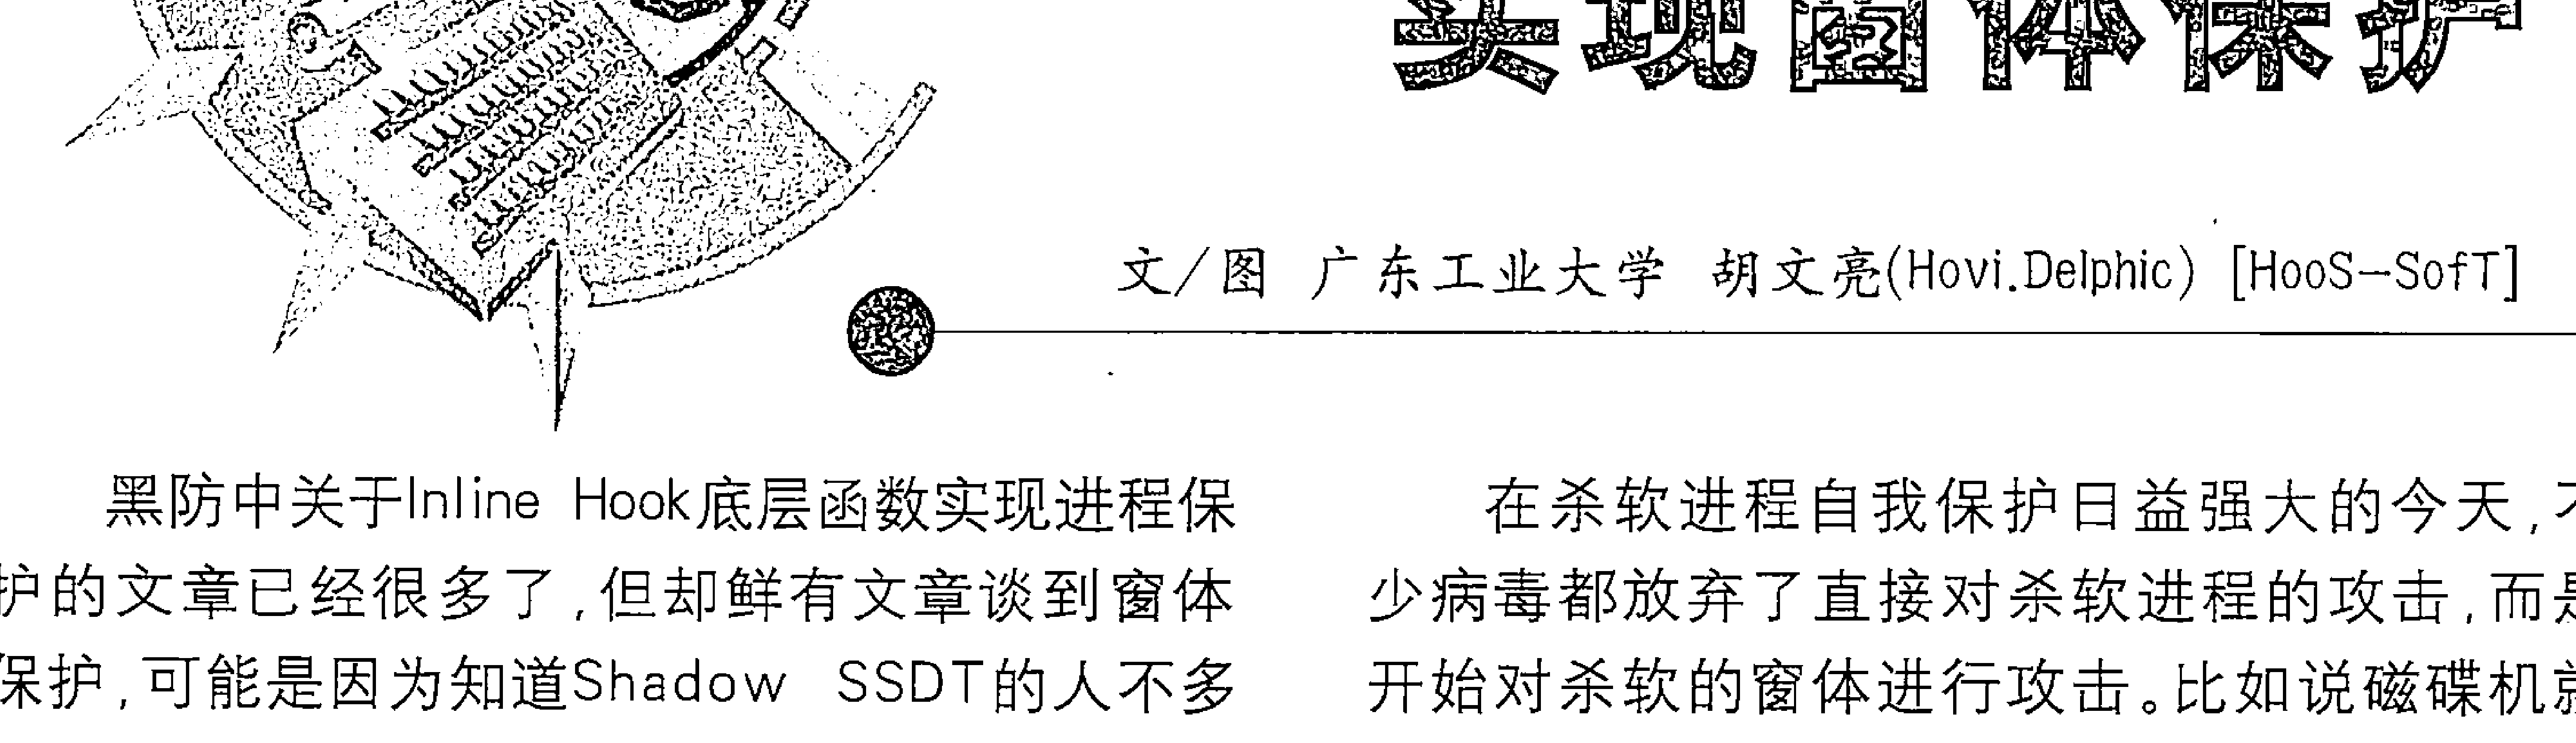 实现窗体保护
文/图 广东工业大学 胡文亮(Hovi.Delphic) [HooS-SofT]
黑防中关于Inline Hook底层函数实现进程保
护的文章已经很多了,但却鲜有文章谈到窗体
保护,可能是因为知道Shadow SSDT的人不多
在杀软进程自我保护日益强大的今天,不
少病毒都放弃了直接对杀软进程的攻击,而是
开始对杀软的窗体进行攻击。比如说磁碟机就